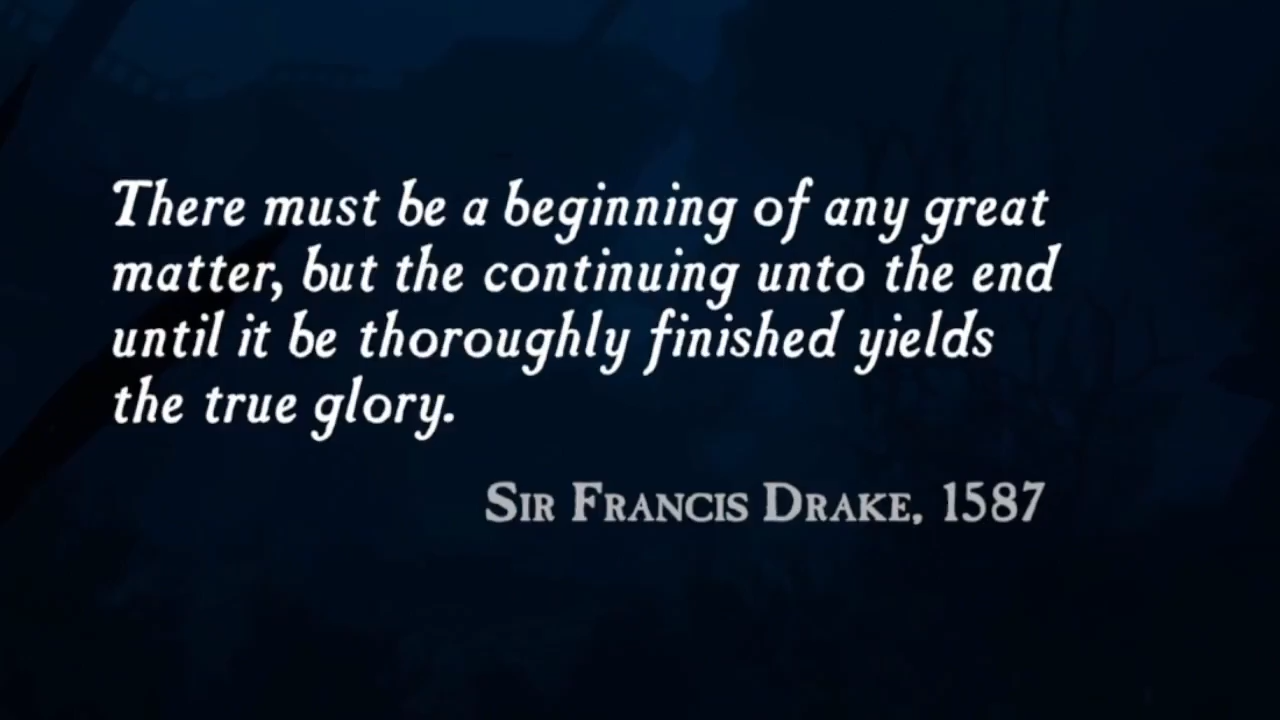 There must be a beginning of any great
matter, but the continuing unto the end
until it be thoroughly finished yields
the true glory.
Sir Francis Drake, 1587